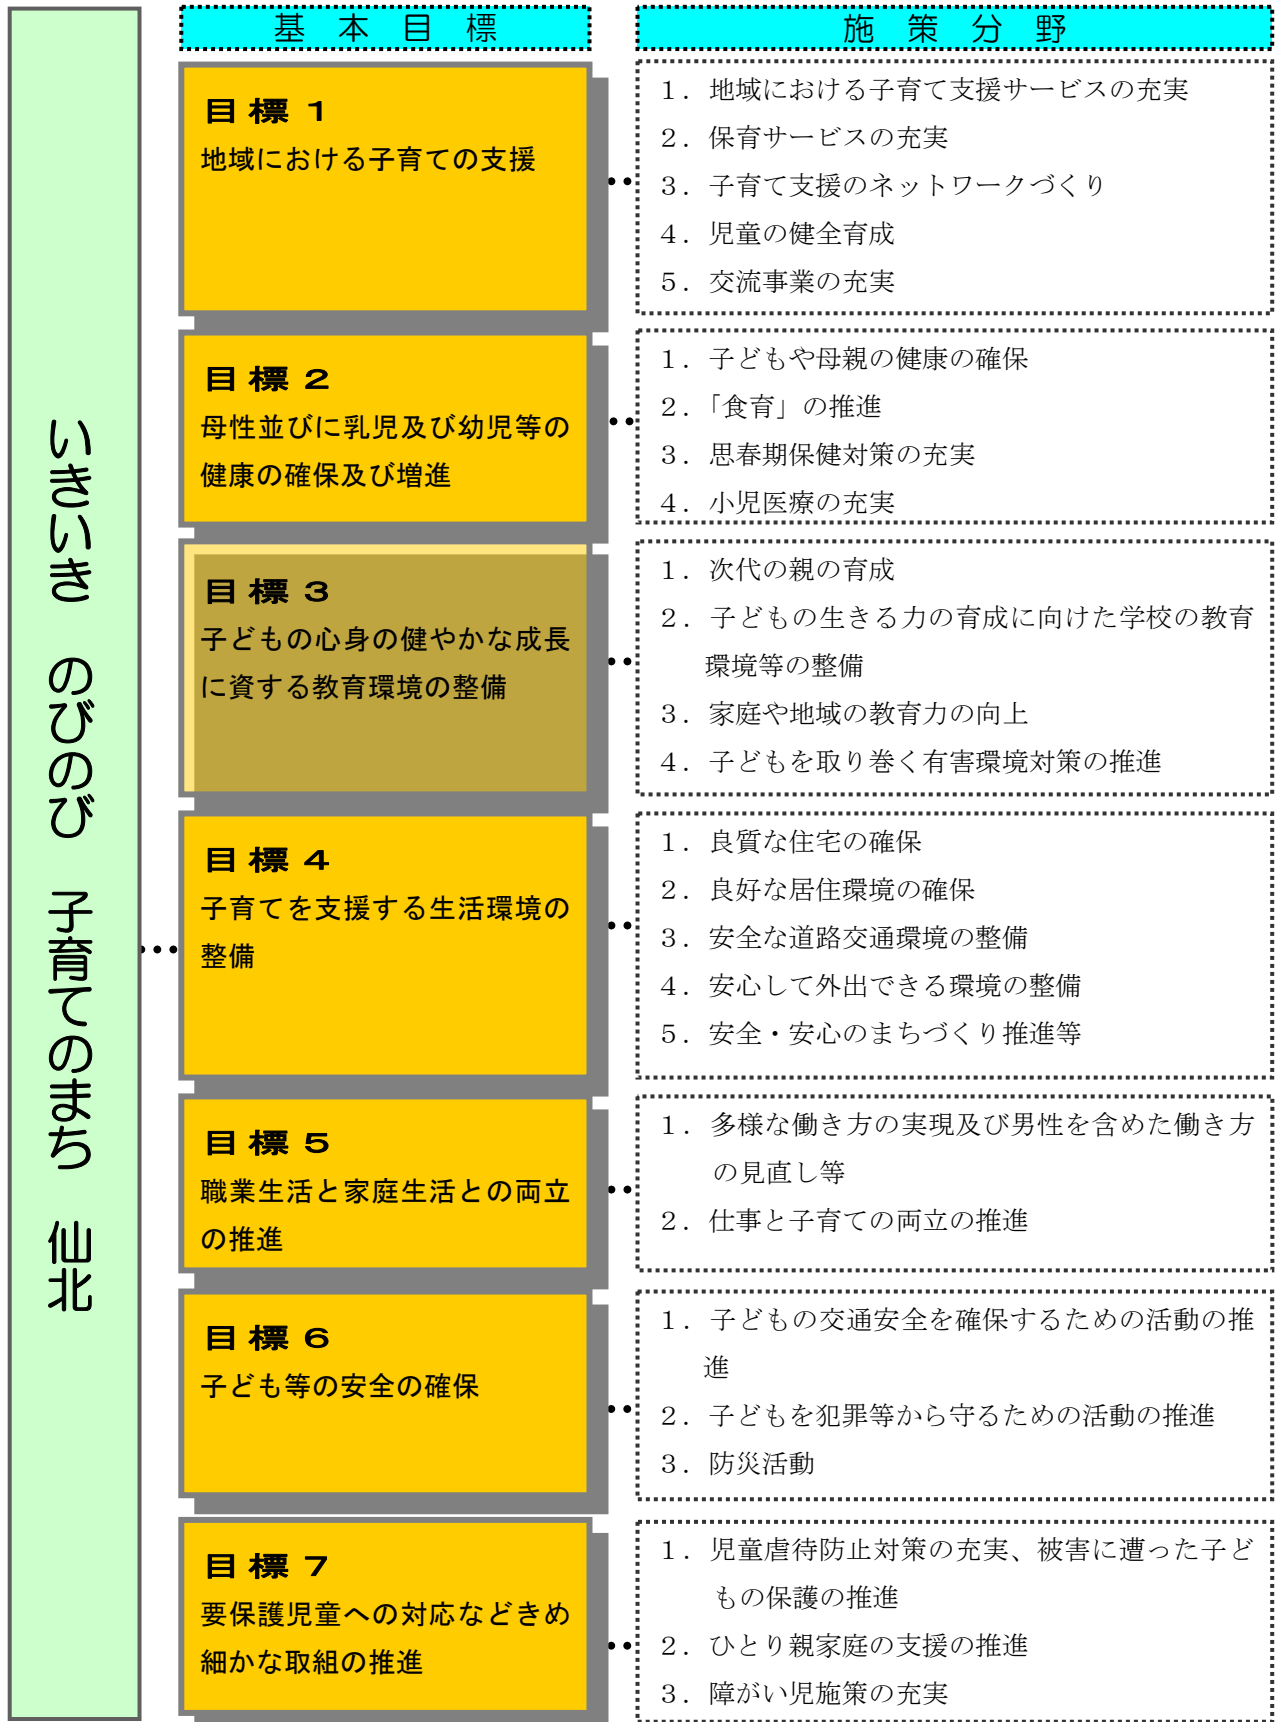 いきいき　のびのび　子育てのまち　仙北
基　本　目　標
施　策　分　野
目標１
地域における子育ての支援
１．地域における子育て支援サービスの充実
２．保育サービスの充実
３．子育て支援のネットワークづくり
４．児童の健全育成
５．交流事業の充実
目標２
母性並びに乳児及び幼児等の
健康の確保及び増進
１．子どもや母親の健康の確保
２．「食育」の推進
３．思春期保健対策の充実
４．小児医療の充実
目標３
子どもの心身の健やかな成長
に資する教育環境の整備
１．次代の親の育成
２．子どもの生きる力の育成に向けた学校の教育
環境等の整備
３．家庭や地域の教育力の向上
４．子どもを取り巻く有害環境対策の推進
目標４
子育てを支援する生活環境の
整備
１．良質な住宅の確保
２．良好な居住環境の確保
３．安全な道路交通環境の整備
４．安心して外出できる環境の整備
５．安全・安心のまちづくり推進等
目標５
職業生活と家庭生活との両立
の推進
１．多様な働き方の実現及び男性を含めた働き方
の見直し等
２．仕事と子育ての両立の推進
目標６
子ども等の安全の確保
１．子どもの交通安全を確保するための活動の推
進
２．子どもを犯罪等から守るための活動の推進
３．防災活動
目標７
要保護児童への対応などきめ
細かな取組の推進
１．児童虐待防止対策の充実、被害に遭った子ど
もの保護の推進
２．ひとり親家庭の支援の推進
３．障がい児施策の充実